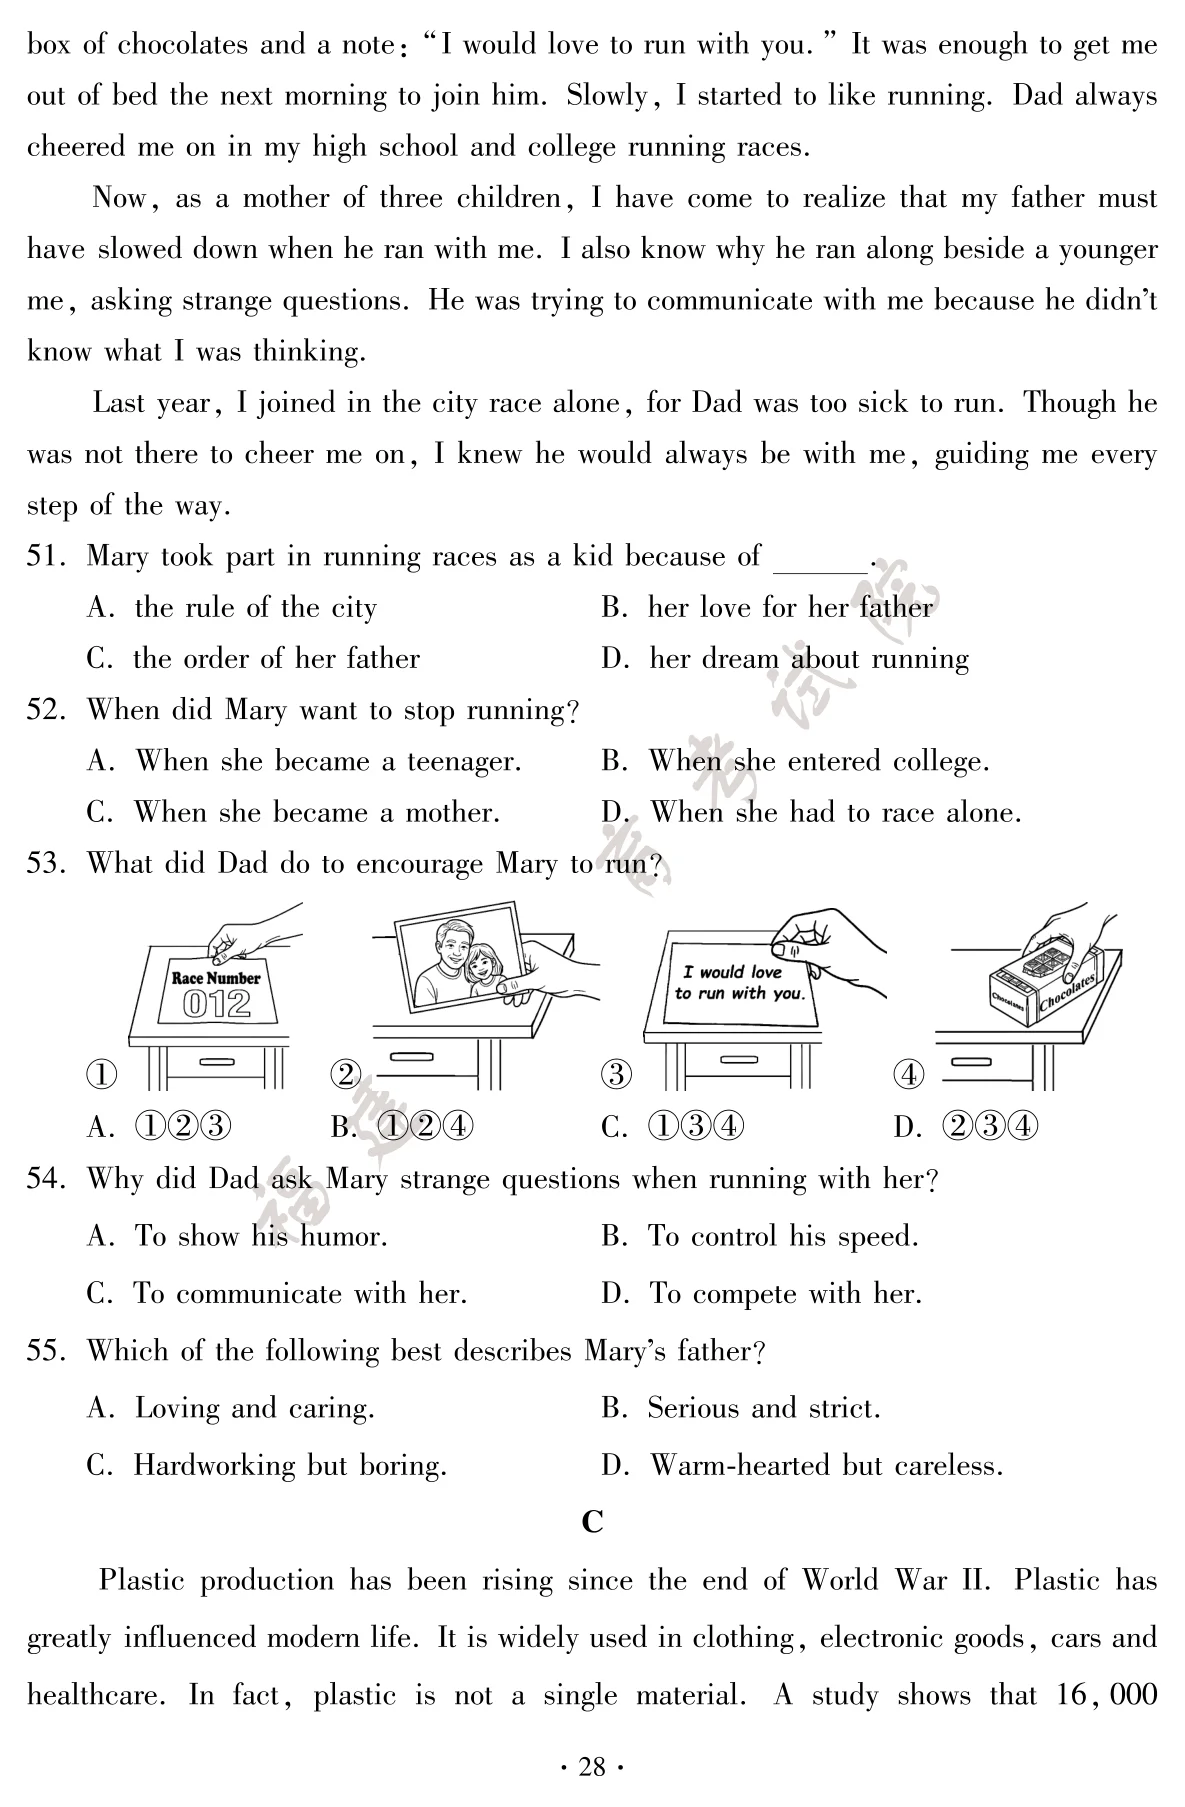 box of chocolates and a note: “I would love to run with you.” It was enough to get me
out of bed the next morning to join him. Slowly, I started to like running. Dad always
cheered me on in my high school and college running races.
Now, as a mother of three children, I have come to realize that my father must
have slowed down when he ran with me. I also know why he ran along beside a younger
me, asking strange questions. He was trying to communicate with me because he didn’t
know what I was thinking.
Last year, I joined in the city race alone, for Dad was too sick to run. Though he
was not there to cheer me on, I knew he would always be with me, guiding me every
step of the way.
51. Mary took part in running races as a kid because of ______.
A. the rule of the city B. her love for her father
C. the order of her father D. her dream about running
52. When did Mary want to stop running?
A. When she became a teenager. B. When she entered college.
C. When she became a mother. D. When she had to race alone.
53. What did Dad do to encourage Mary to run?
Race Number
012
I would love
to run with you.
Chocolates
Chocolates
① ② ③ ④
A. ①②③ B. ①②④ C. ①③④ D. ②③④
54. Why did Dad ask Mary strange questions when running with her?
A. To show his humor. B. To control his speed.
C. To communicate with her. D. To compete with her.
55. Which of the following best describes Mary’s father?
A. Loving and caring. B. Serious and strict.
C. Hardworking but boring. D. Warm-hearted but careless.
C
Plastic production has been rising since the end of World War II. Plastic has
greatly influenced modern life. It is widely used in clothing, electronic goods, cars and
healthcare. In fact, plastic is not a single material. A study shows that 16,000
· 28 ·
福建省考试院